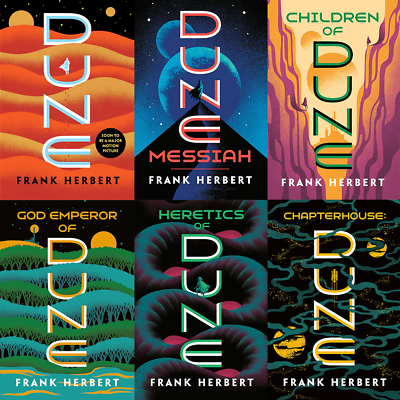 DUNE
SOON TO
BE A MAJOR
MOTION
PICTURE
FRANK HERBERT
DUNE
MESSIAH
FRANK HERBERT
CHILDREN
OF
DUNE
FRANK HERBERT
GOD EMPEROR
OF
DUNE
FRANK HERBERT
HERETICS
OF
DUNE
FRANK HERBERT
CHAPTERHOUSE:
DUNE
FRANK HERBERT